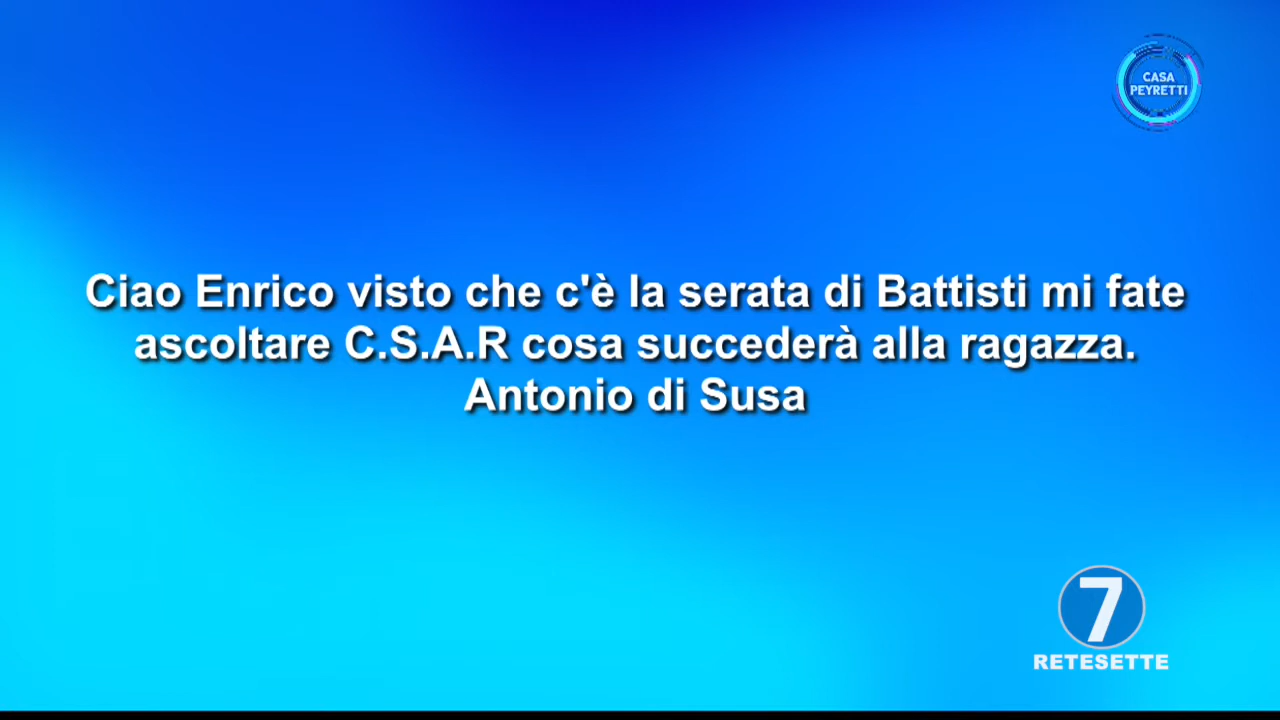 CASA
PEYRETTI
Ciao Enrico visto che c'è la serata di Battisti mi fate
ascoltare C.S.A.R cosa succederà alla ragazza.
Antonio di Susa
7
RETESETTE